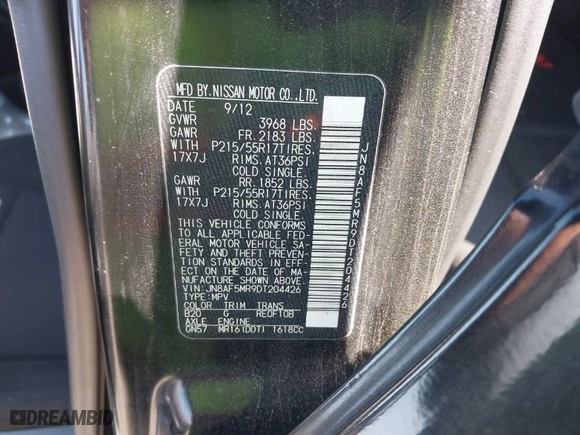 MFD BY.NISSAN MOTOR CO.,LTD.
DATE 9/12
GVWR 3968 LBS.
GAWR FR.2183 LBS.
WITH P215/55R17TIRES.
17X7J RIMS.AT36PSI
COLD SINGLE.
GAWR RR.1852 LBS.
WITH P215/55R17TIRES.
17X7J RIMS.AT36PSI
COLD SINGLE.
THIS VEHICLE CONFORMS
TO ALL APPLICABLE FED-
ERAL MOTOR VEHICLE SA-
FETY AND THEFT PREVENTION
STANDARDS IN EFF-
ECT ON THE DATE OF MA-
NUFACTURE SHOWN ABOVE
VIN:JN8AF5MR9DT204426
TYPE:MPV
COLOR TRIM TRANS
B20 G RE0F10B
AXLE ENGINE
GN57 MR16(DDT) 1618CC
JN8AF5MR9DT204426
DREAMBID